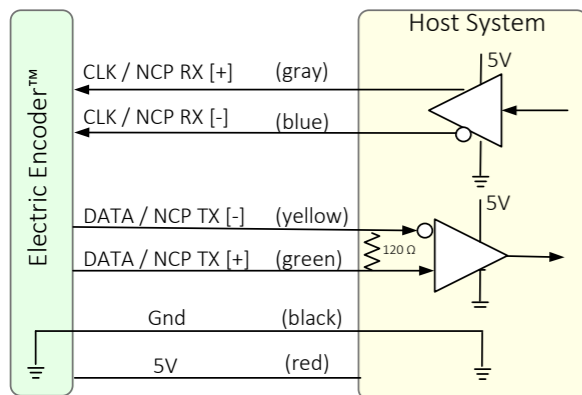 Host System
5V
CLK / NCP RX [+] (gray)
CLK / NCP RX [-] (blue)
Electric Encoder™
5V
DATA / NCP TX [-] (yellow)
120 Ω
DATA / NCP TX [+] (green)
Gnd (black)
5V (red)